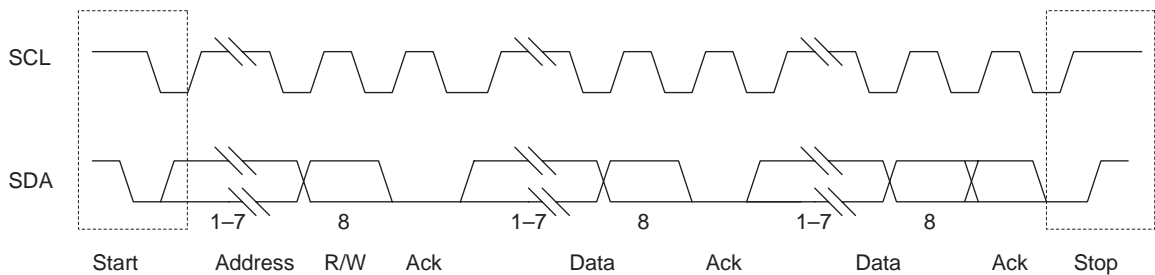 SCL
SDA
1–7 8 1–7 8 1–7 8
Start Address R/W Ack Data Ack Data Ack Stop